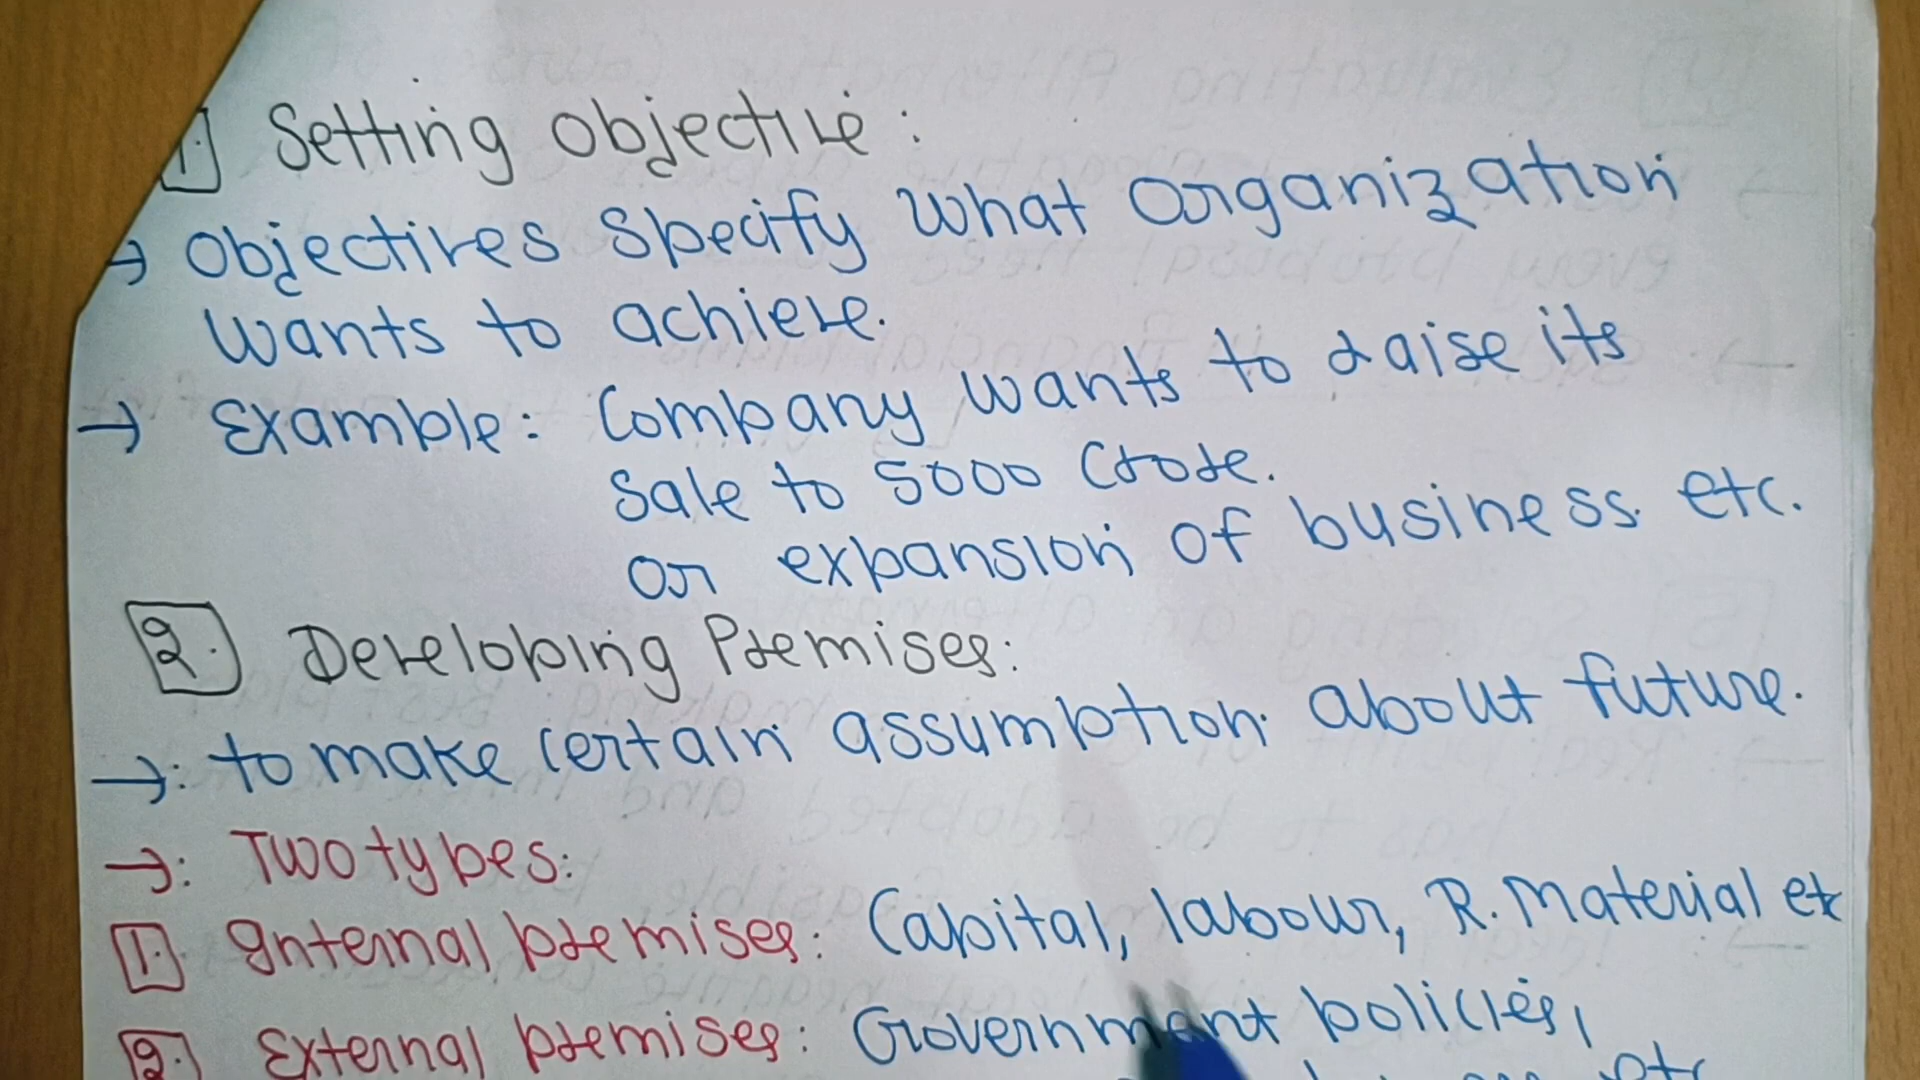 1. Setting Objective:
→ Objectives Specify what Organization
wants to achieve.
→ Example: Company wants to raise its
Sale to 5000 Crore.
or expansion of business. etc.
2. Developing Premises:
→: to make certain assumption. about future.
→: Two types:
1. Internal premises: Capital, labour, R. Material etc
2. External premises: Government policies,
etc